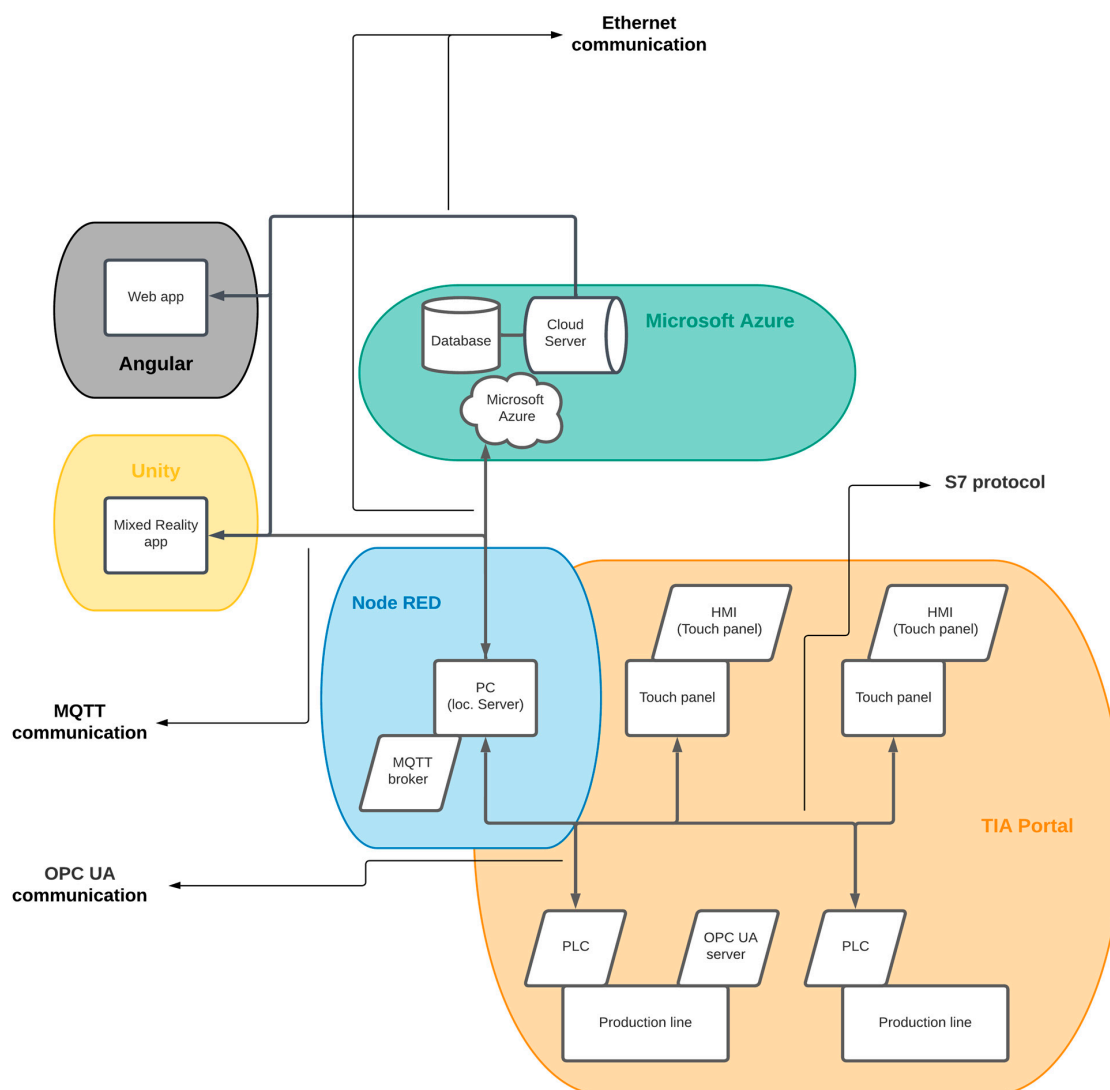 Ethernet
communication
Web app
Angular
Database
Cloud
Server
Microsoft Azure
Microsoft
Azure
Unity
Mixed Reality
app
S7 protocol
Node RED
HMI
(Touch panel)
HMI
(Touch panel)
PC
(loc. Server)
Touch panel
Touch panel
MQTT
communication
MQTT
broker
TIA Portal
OPC UA
communication
PLC
OPC UA
server
PLC
Production line
Production line